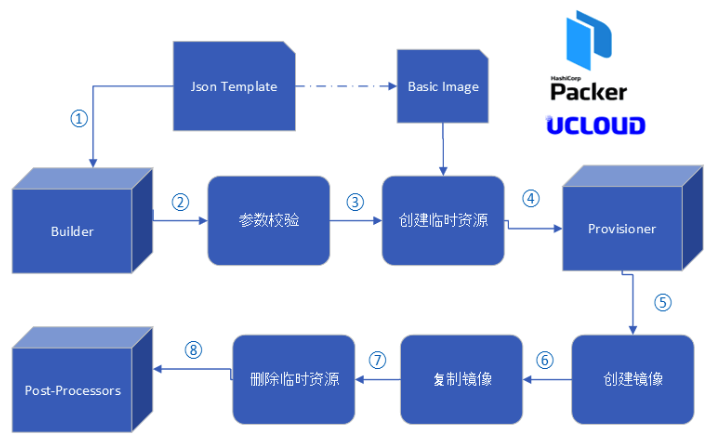 Json Template
Basic Image
HashiCorp
Packer
UCLOUD
①
Builder
②
参数校验
③
创建临时资源
④
Provisioner
⑤
Post-Processors
⑧
删除临时资源
⑦
复制镜像
⑥
创建镜像